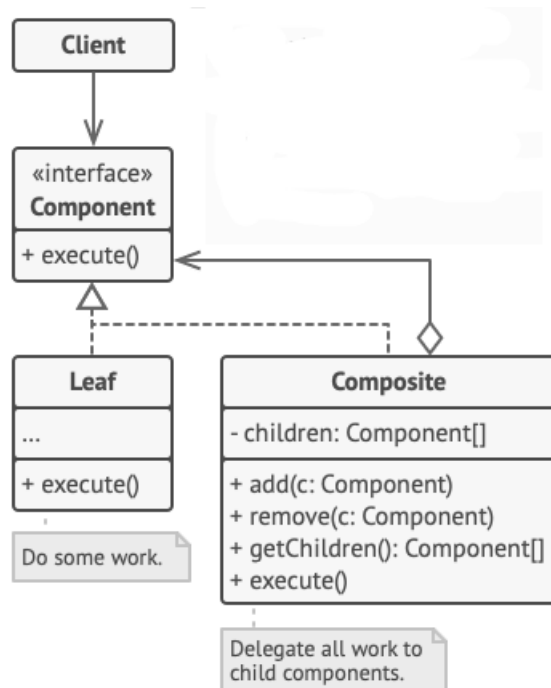 Client
«interface»
Component
+ execute()
Leaf
...
+ execute()
Do some work.
Composite
- children: Component[]
+ add(c: Component)
+ remove(c: Component)
+ getChildren(): Component[]
+ execute()
Delegate all work to
child components.